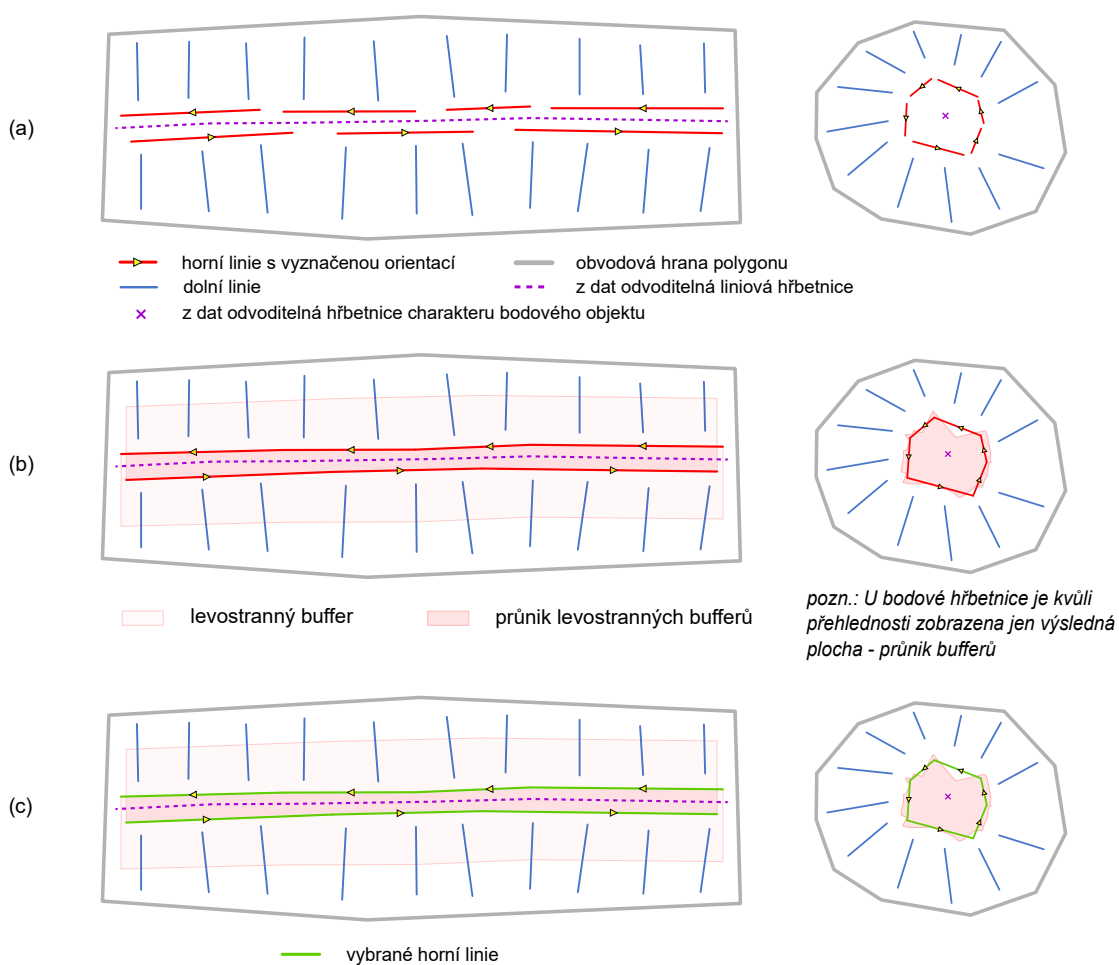 (a)
horní linie s vyznačenou orientací
obvodová hrana polygonu
dolní linie
z dat odvoditelná liniová hřbetnice
z dat odvoditelná hřbetnice charakteru bodového objektu
(b)
levostranný buffer
průnik levostranných bufferů
pozn.: U bodové hřbetnice je kvůli
přehlednosti zobrazena jen výsledná
plocha - průnik bufferů
(c)
vybrané horní linie